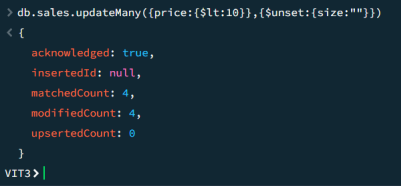 > db.sales.updateMany({price:{$lt:10}},{$unset:{size:""}})
< {
acknowledged: true,
insertedId: null,
matchedCount: 4,
modifiedCount: 4,
upsertedCount: 0
}
VIT3>